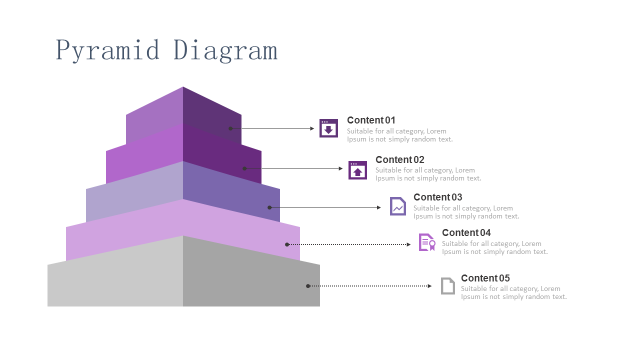 Pyramid Diagram
Content 01
Suitable for all category, Lorem
Ipsum is not simply random text.
Content 02
Suitable for all category, Lorem
Ipsum is not simply random text.
Content 03
Suitable for all category, Lorem
Ipsum is not simply random text.
Content 04
Suitable for all category, Lorem
Ipsum is not simply random text.
Content 05
Suitable for all category, Lorem
Ipsum is not simply random text.